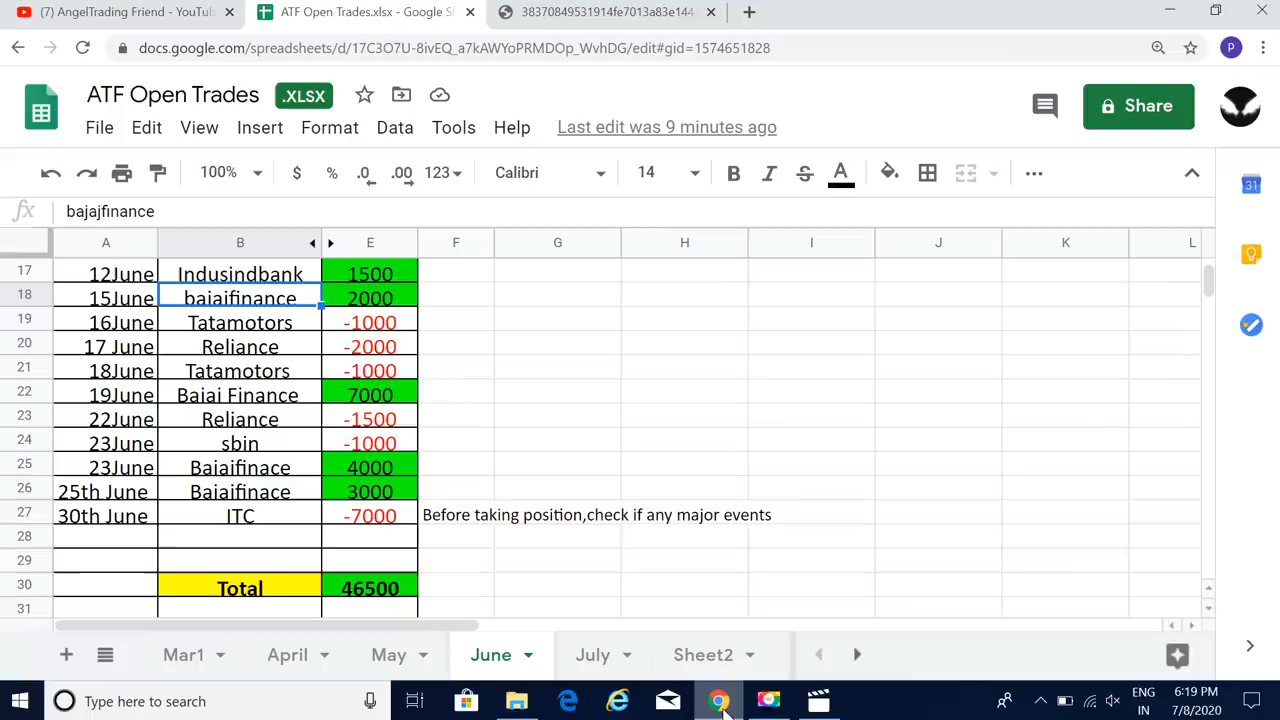 (7) AngelTrading Friend - YouTu
ATF Open Trades.xlsx - Google S
38370849531914fe7013a83e144
docs.google.com/spreadsheets/d/17C3O7U-8ivEQ_a7kAWYoPRMDOp_WvhDG/edit#gid=1574651828
P
ATF Open Trades .XLSX
Share
File Edit View Insert Format Data Tools Help Last edit was 9 minutes ago
100% $ % .0 .00 123 Calibri 14 B I S A
31
fx bajajfinance
A B E F G H I J K L
17 12June Indusindbank 1500
18 15June bajajfinance 2000
19 16June Tatamotors -1000
20 17 June Reliance -2000
21 18June Tatamotors -1000
22 19June Bajaj Finance 7000
23 22June Reliance -1500
24 23June sbin -1000
25 23June Bajajfinace 4000
26 25th June Bajajfinace 3000
27 30th June ITC -7000 Before taking position,check if any major events
28
29
30 Total 46500
31
Mar1 April May June July Sheet2
Type here to search
ENG
IN
6:19 PM
7/8/2020